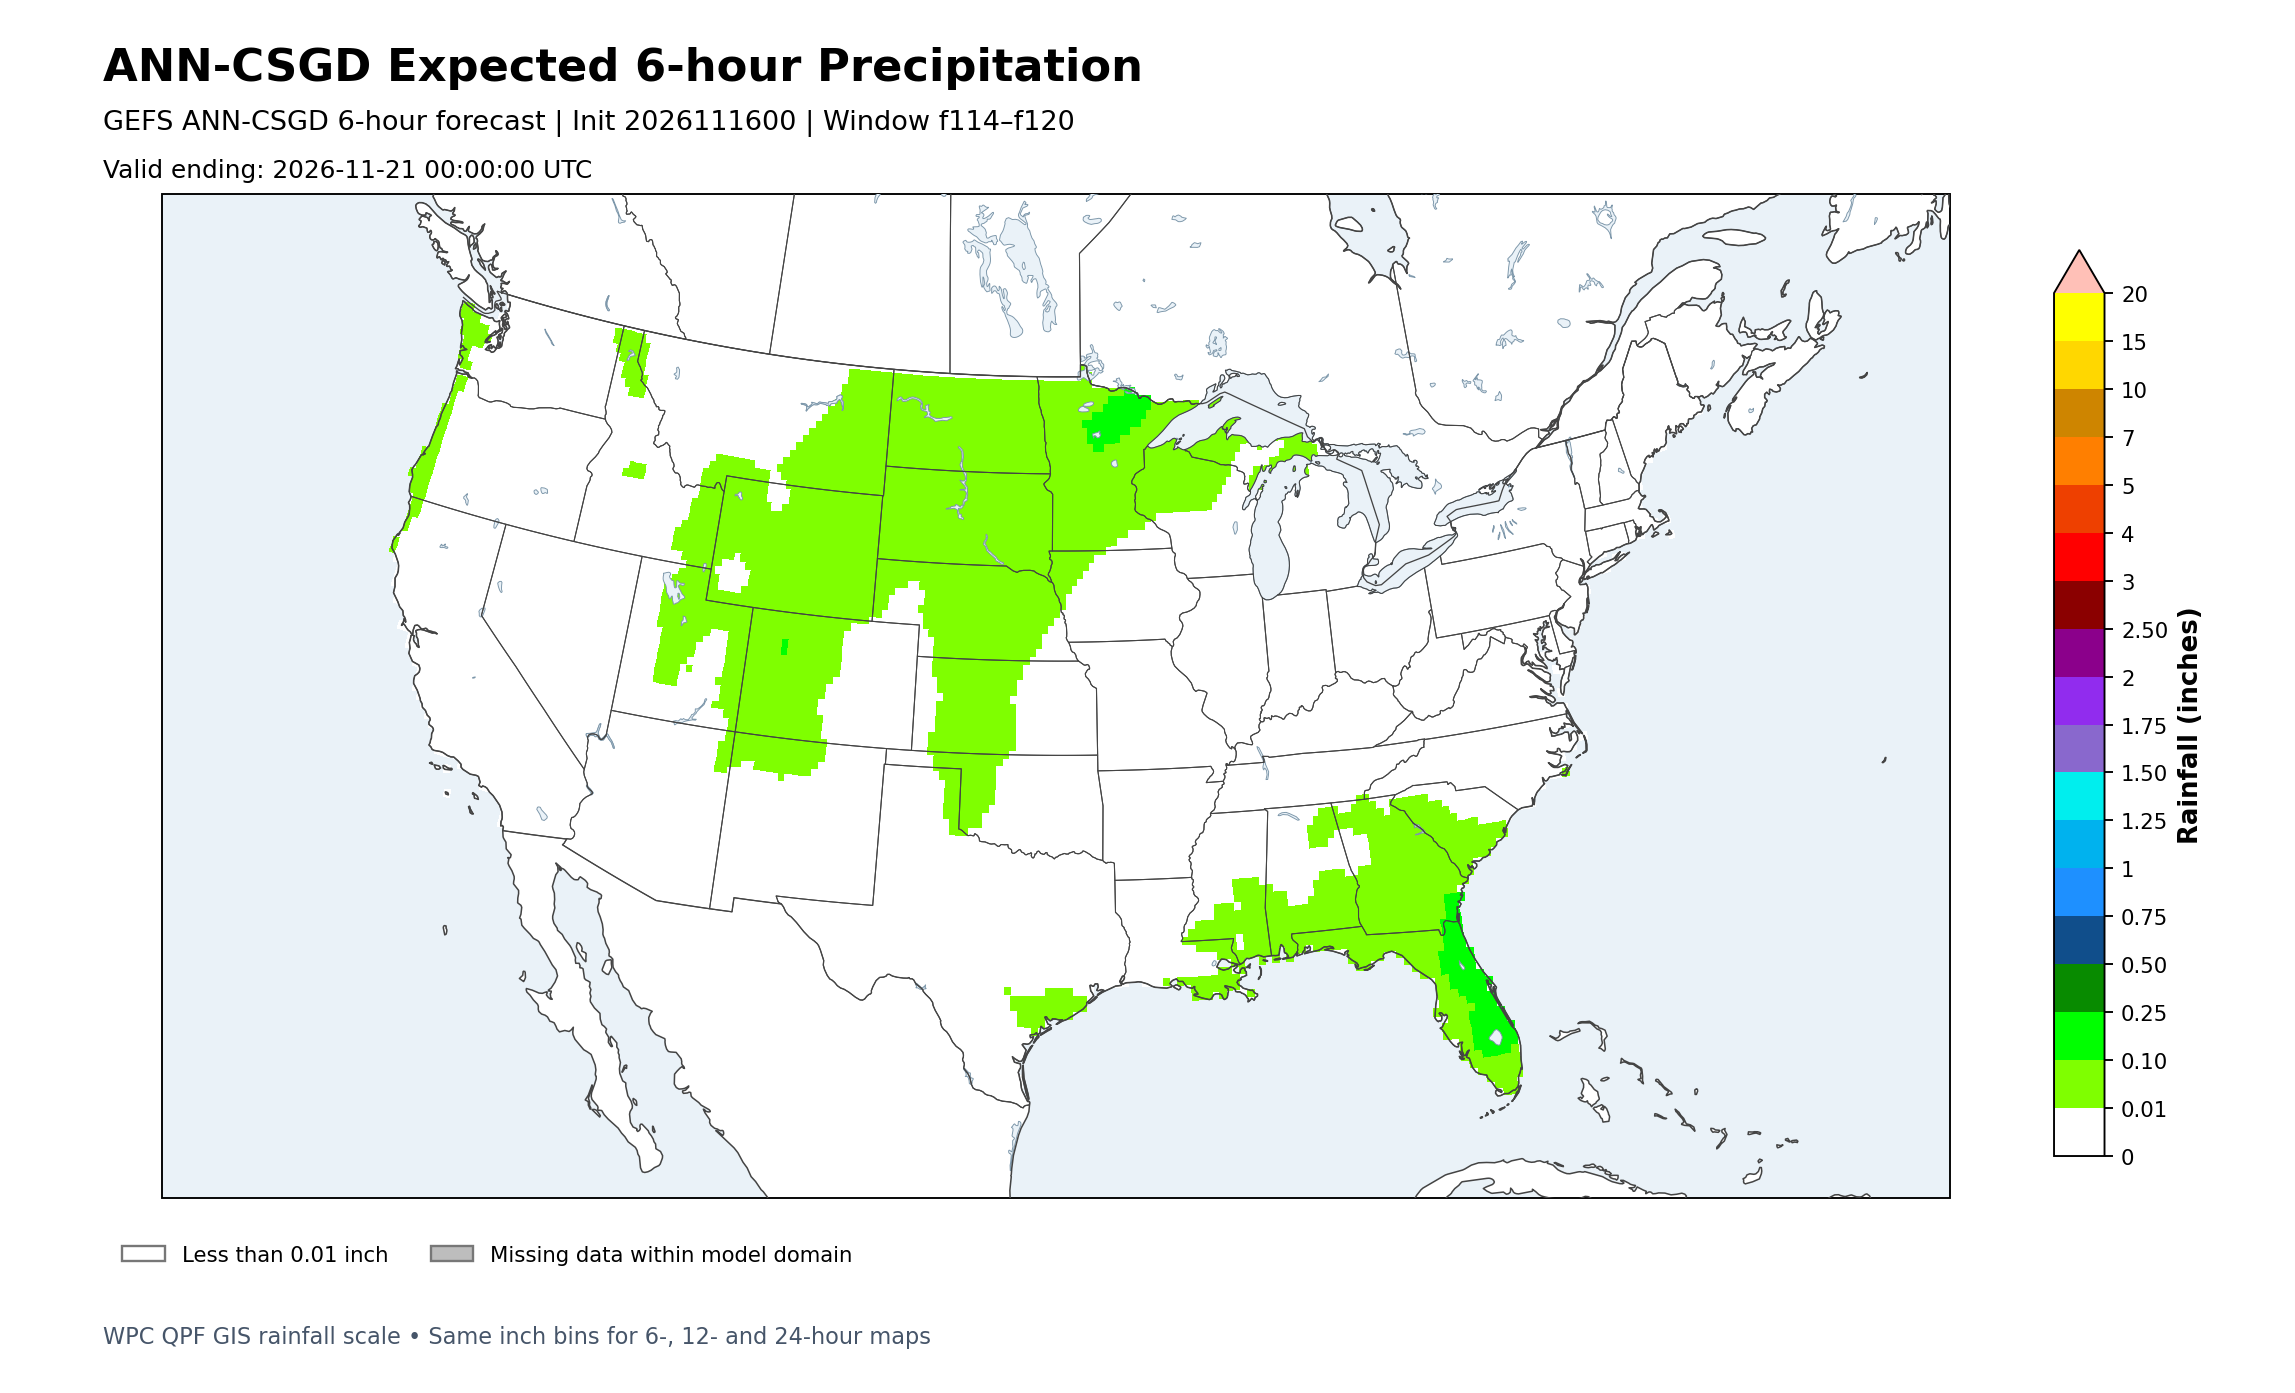 ANN-CSGD Expected 6-hour Precipitation
GEFS ANN-CSGD 6-hour forecast | Init 2026111600 | Window f114–f120
Valid ending: 2026-11-21 00:00:00 UTC
20
15
10
7
5
4
3
2.50
2
1.75
1.50
1.25
1
0.75
0.50
0.25
0.10
0.01
0
Rainfall (inches)
Less than 0.01 inch
Missing data within model domain
WPC QPF GIS rainfall scale • Same inch bins for 6-, 12- and 24-hour maps